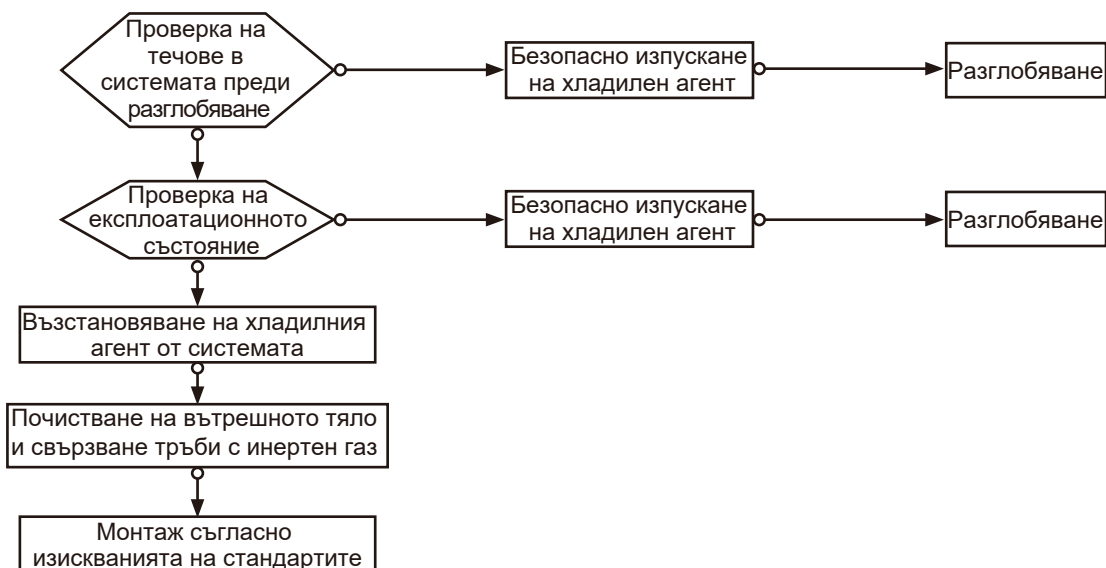 Проверка на
течове в
системата преди
разглобяване
Безопасно изпускане
на хладилен агент
Разглобяване
Проверка на
експлоатационното
състояние
Безопасно изпускане
на хладилен агент
Разглобяване
Възстановяване на хладилния
агент от системата
Почистване на вътрешното тяло
и свързване тръби с инертен газ
Монтаж съгласно
изискванията на стандартите